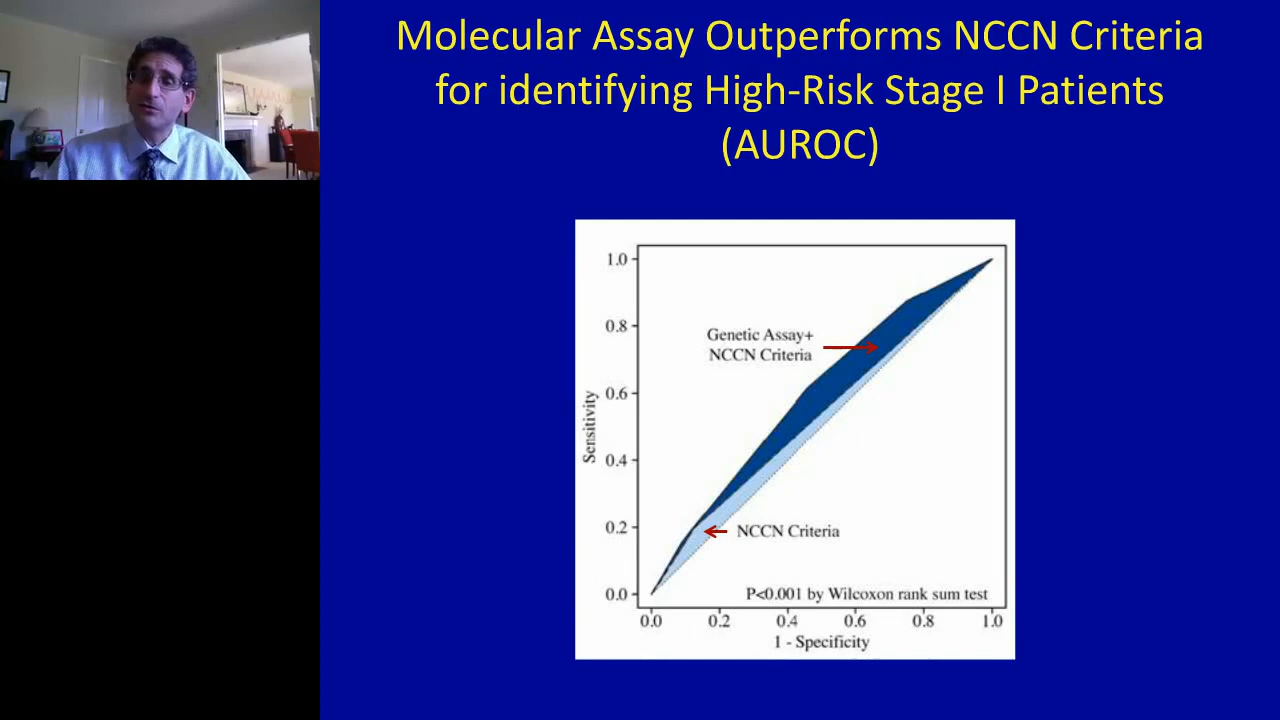 Molecular Assay Outperforms NCCN Criteria
for identifying High-Risk Stage I Patients
(AUROC)
1.0
0.8
0.6
0.4
0.2
0.0
Sensitivity
Genetic Assay+
NCCN Criteria
NCCN Criteria
P<0.001 by Wilcoxon rank sum test
0.0 0.2 0.4 0.6 0.8 1.0
1 - Specificity